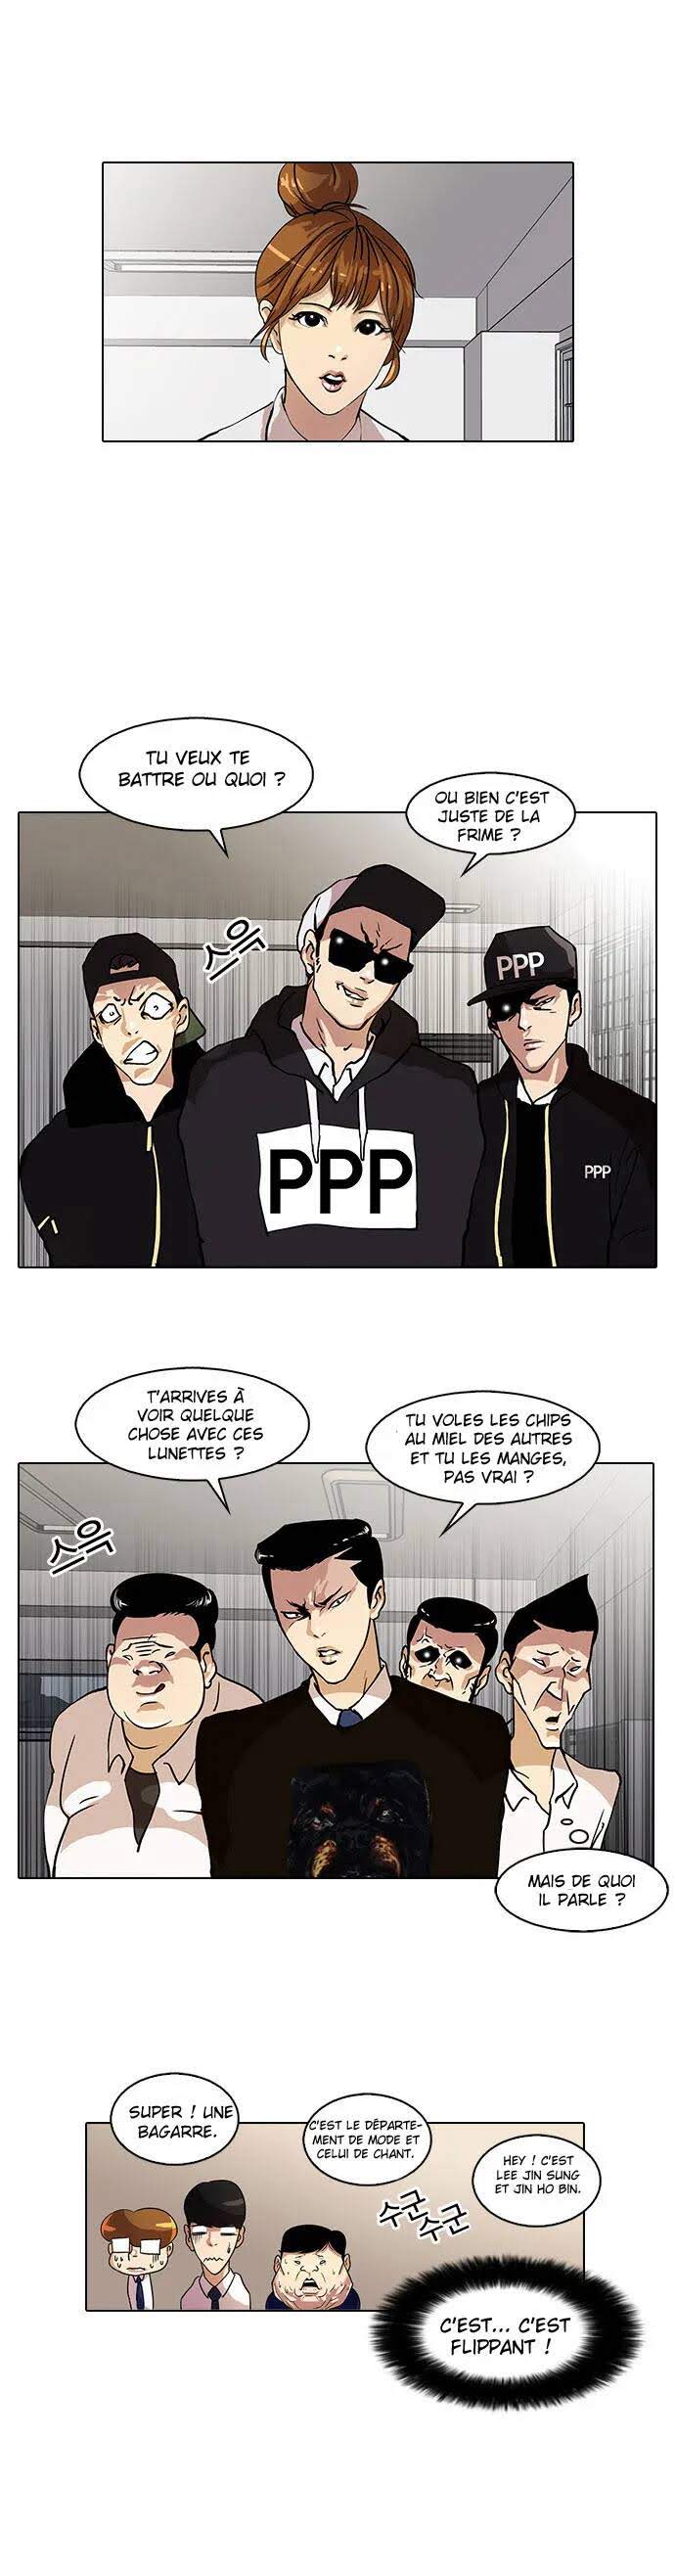 TU VEUX TE
BATTRE OU QUOI ?
OU BIEN C'EST
JUSTE DE LA
FRIME ?
스윽
PPP
PPP
PPP
T'ARRIVES À
VOIR QUELQUE
CHOSE AVEC CES
LUNETTES ?
TU VOLES LES CHIPS
AU MIEL DES AUTRES
ET TU LES MANGES,
PAS VRAI ?
스윽
MAIS DE QUOI
IL PARLE ?
SUPER ! UNE
BAGARRE.
C'EST LE DÉPARTE-
MENT DE MODE ET
CELUI DE CHANT.
HEY ! C'EST
LEE JIN SUNG
ET JIN HO BIN.
수군
수군
C'EST... C'EST
FLIPPANT !